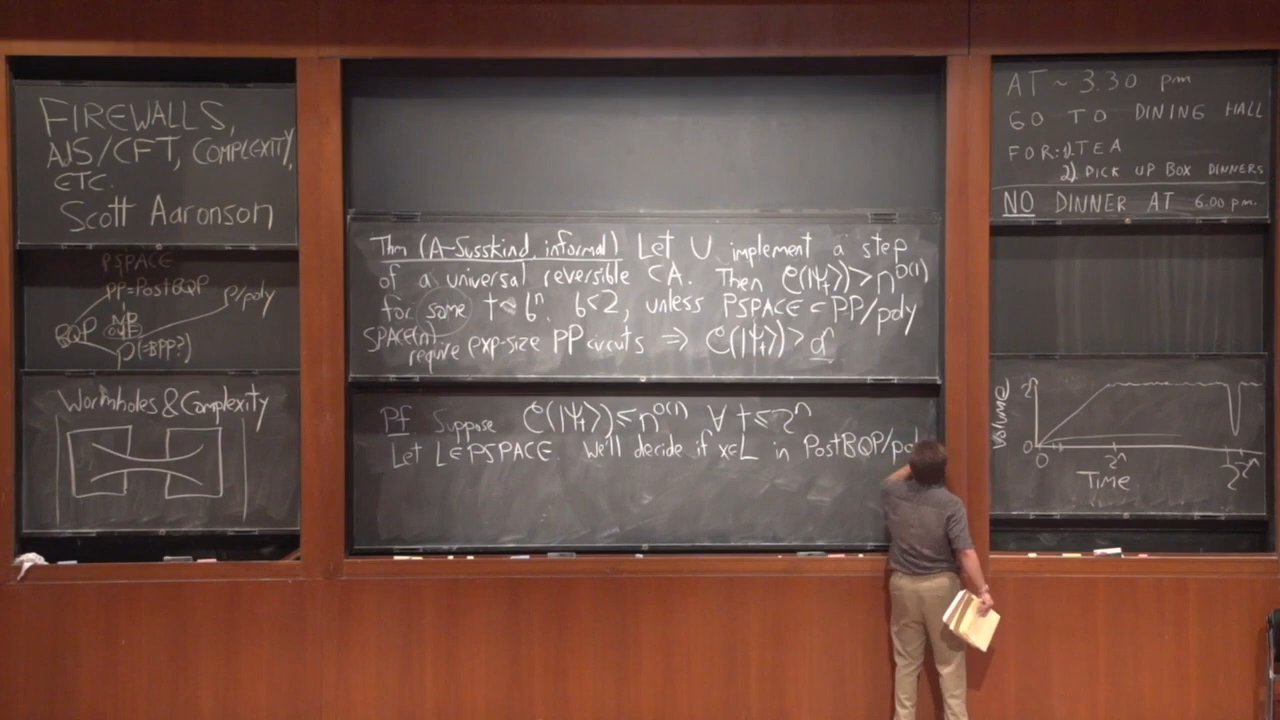 FIREWALLS,
AJS/CFT, COMPLEXITY,
ETC.
Scott Aaronson
PSPACE
PP=PostBQP
P/poly
BQP
NP
P(=BPP?)
Wormholes & Complexity
Thm (A-Susskind, informal) Let U implement a step
of a universal reversible CA. Then C(|Ψt⟩) > n^O(1)
for some t < b^n, b<2, unless PSPACE ⊂ PP/poly
SPACE(n)
require exp-size PP circuits ⇒ C(|Ψt⟩) > a^n
Pf Suppose C(|Ψt⟩) ≤ n^O(1) ∀ t ≤ 2^n
Let L∈PSPACE. We'll decide if x∈L in PostBQP/po
AT ~ 3.30 pm
GO TO DINING HALL
FOR: 1) TEA
2) PICK UP BOX DINNERS
NO DINNER AT 6.00 pm.
Volume
2^n
0
0
2^n
2^2^n
Time